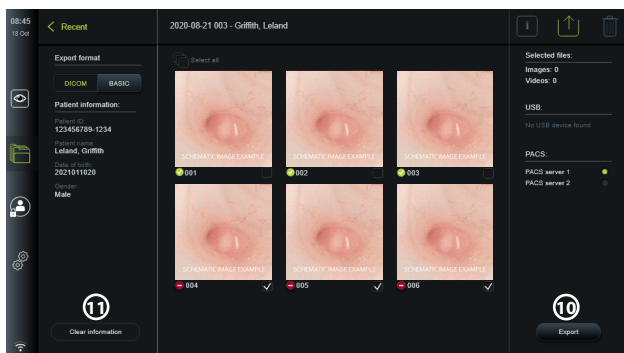 08:45
18 Oct
Recent
2020-08-21 003 - Griffith, Leland
i
Export format
DICOM
BASIC
Patient information:
Patient ID:
123456789-1234
Patient name:
Leland, Griffith
Date of birth:
2021011020
Gender:
Male
11
Clear information
Select all
SCHEMATIC IMAGE EXAMPLE
SCHEMATIC IMAGE EXAMPLE
SCHEMATIC IMAGE EXAMPLE
001
002
003
SCHEMATIC IMAGE EXAMPLE
SCHEMATIC IMAGE EXAMPLE
SCHEMATIC IMAGE EXAMPLE
004
005
006
Selected files:
Images: 0
Videos: 0
USB:
No USB device found
PACS:
PACS server 1
PACS server 2
10
Export